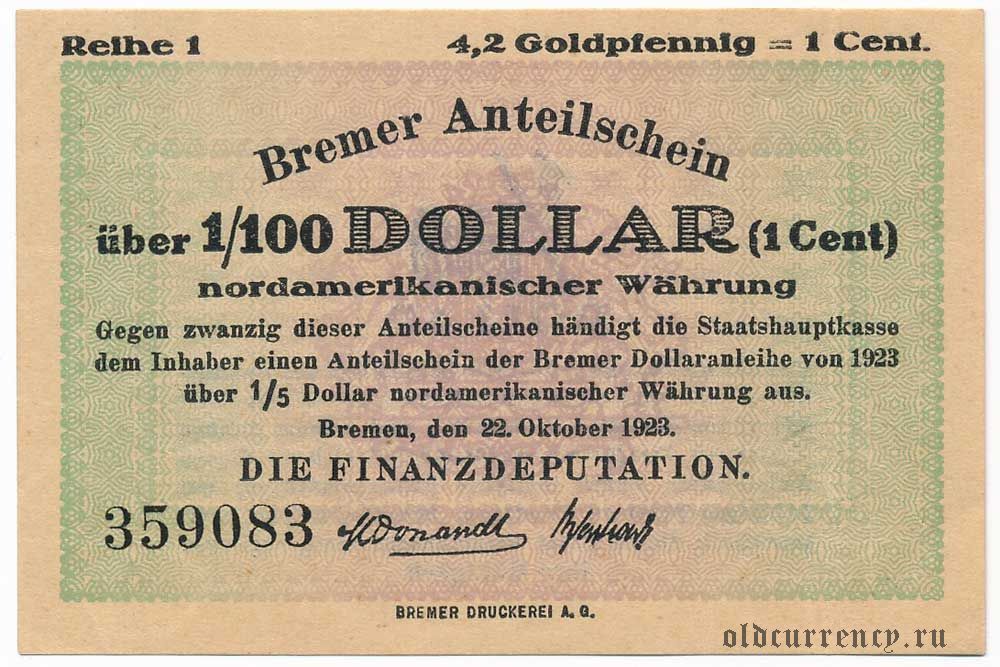 Reihe 1
4,2 Goldpfennig = 1 Cent.
Bremer Anteilschein
über 1/100 DOLLAR (1 Cent)
nordamerikanischer Währung
Gegen zwanzig dieser Anteilscheine händigt die Staatshauptkasse
dem Inhaber einen Anteilschein der Bremer Dollaranleihe von 1923
über 1/5 Dollar nordamerikanischer Währung aus.
Bremen, den 22. Oktober 1923.
DIE FINANZDEPUTATION.
359083 Donandt
BREMER DRUCKEREI A. G.
oldcurrency.ru